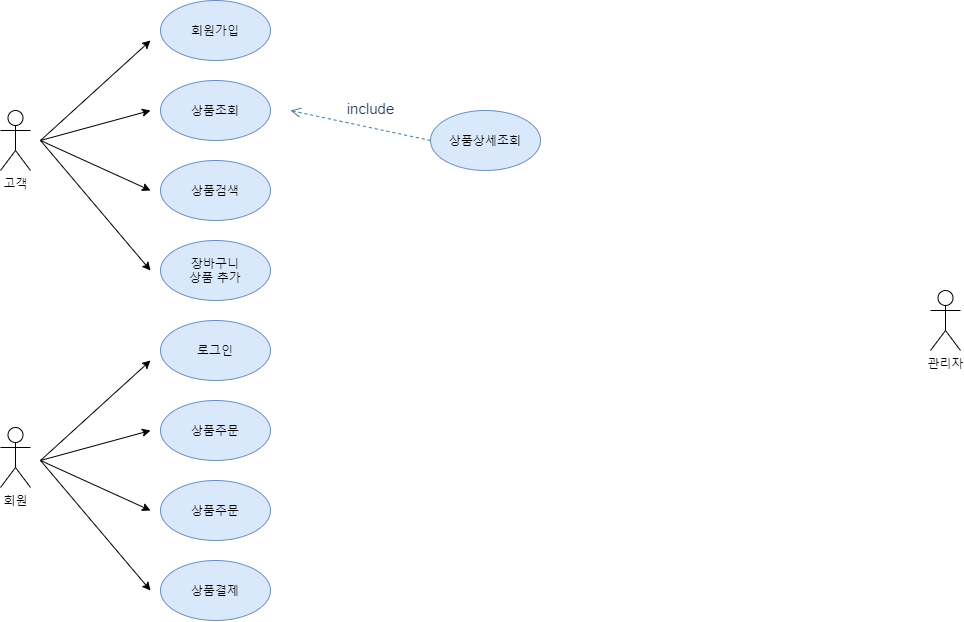 회원가입
상품조회
include
상품상세조회
고객
상품검색
장바구니
상품 추가
관리자
로그인
상품주문
회원
상품주문
상품결제